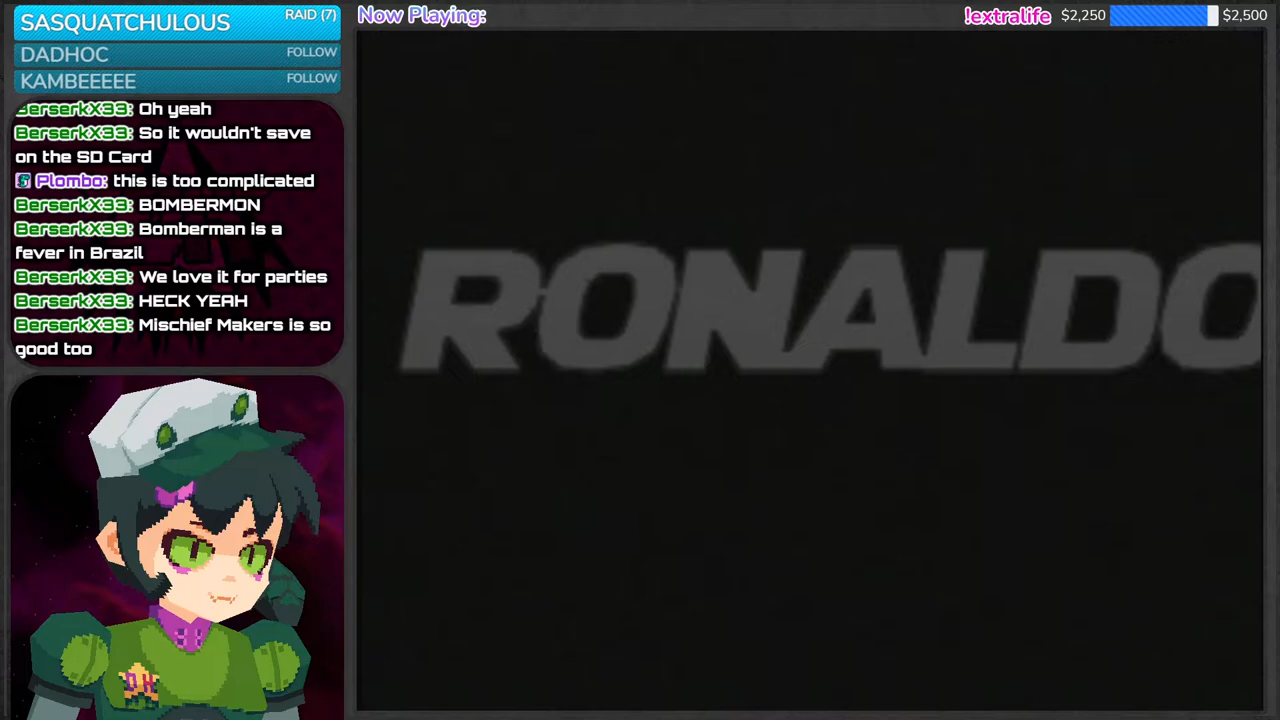 SASQUATCHULOUS RAID (7)
DADHOC FOLLOW
KAMBEEEEE FOLLOW
Now Playing:
!extralife $2,250 $2,500
BerserkX33: Oh yeah
BerserkX33: So it wouldn't save
on the SD Card
Plombo: this is too complicated
BerserkX33: BOMBERMON
BerserkX33: Bomberman is a
fever in Brazil
BerserkX33: We love it for parties
BerserkX33: HECK YEAH
BerserkX33: Mischief Makers is so
good too
RONALDO
DH